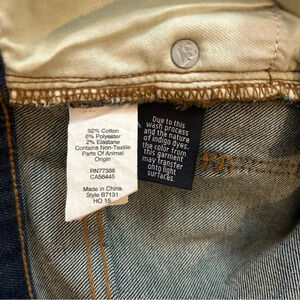 92% Cotton
6% Polyester
2% Elastane
Contains Non-Textile
Parts Of Animal
Origin
RN77388
CA56445
Made in China
Style B7131
HO 15
Due to this
wash process
and the nature
of indigo dyes,
the color from
this garment
may transfer
onto light
surfaces.